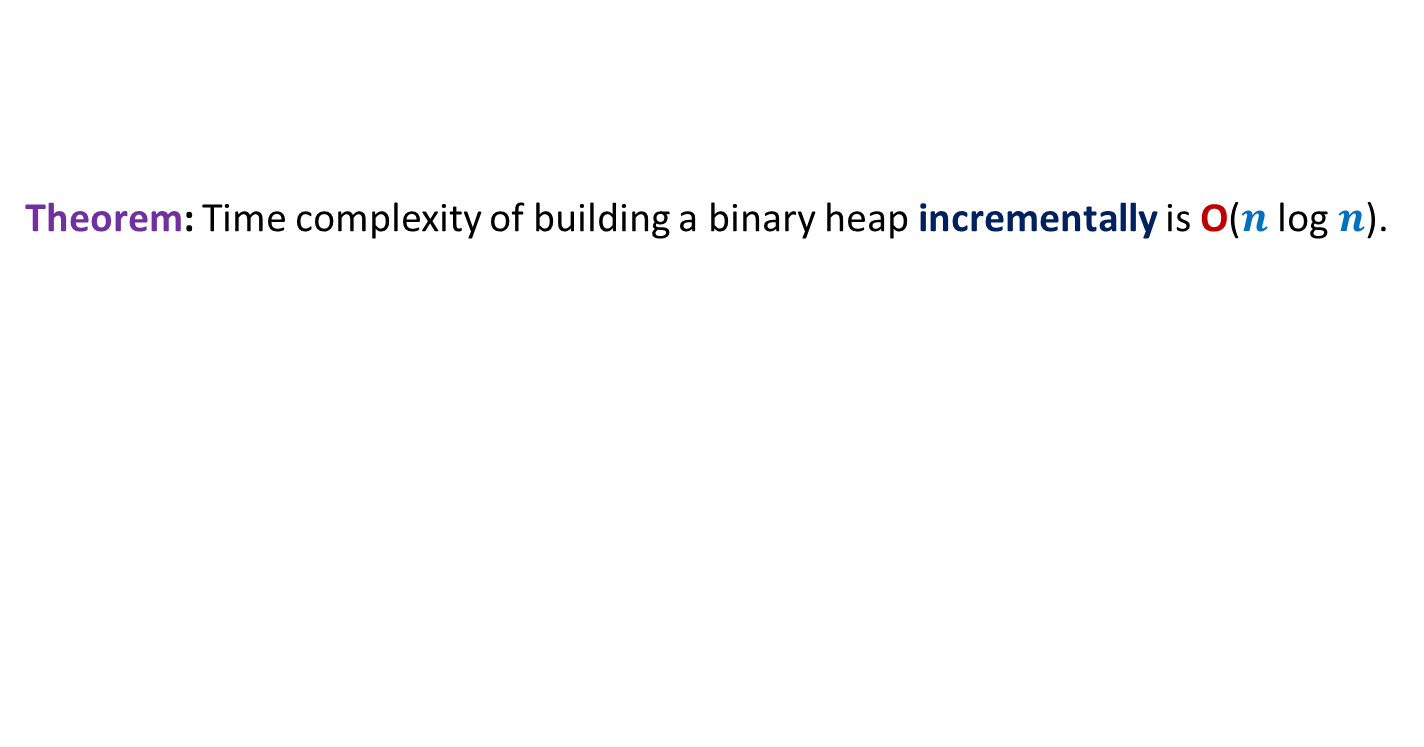 Theorem: Time complexity of building a binary heap incrementally is O(n log n).